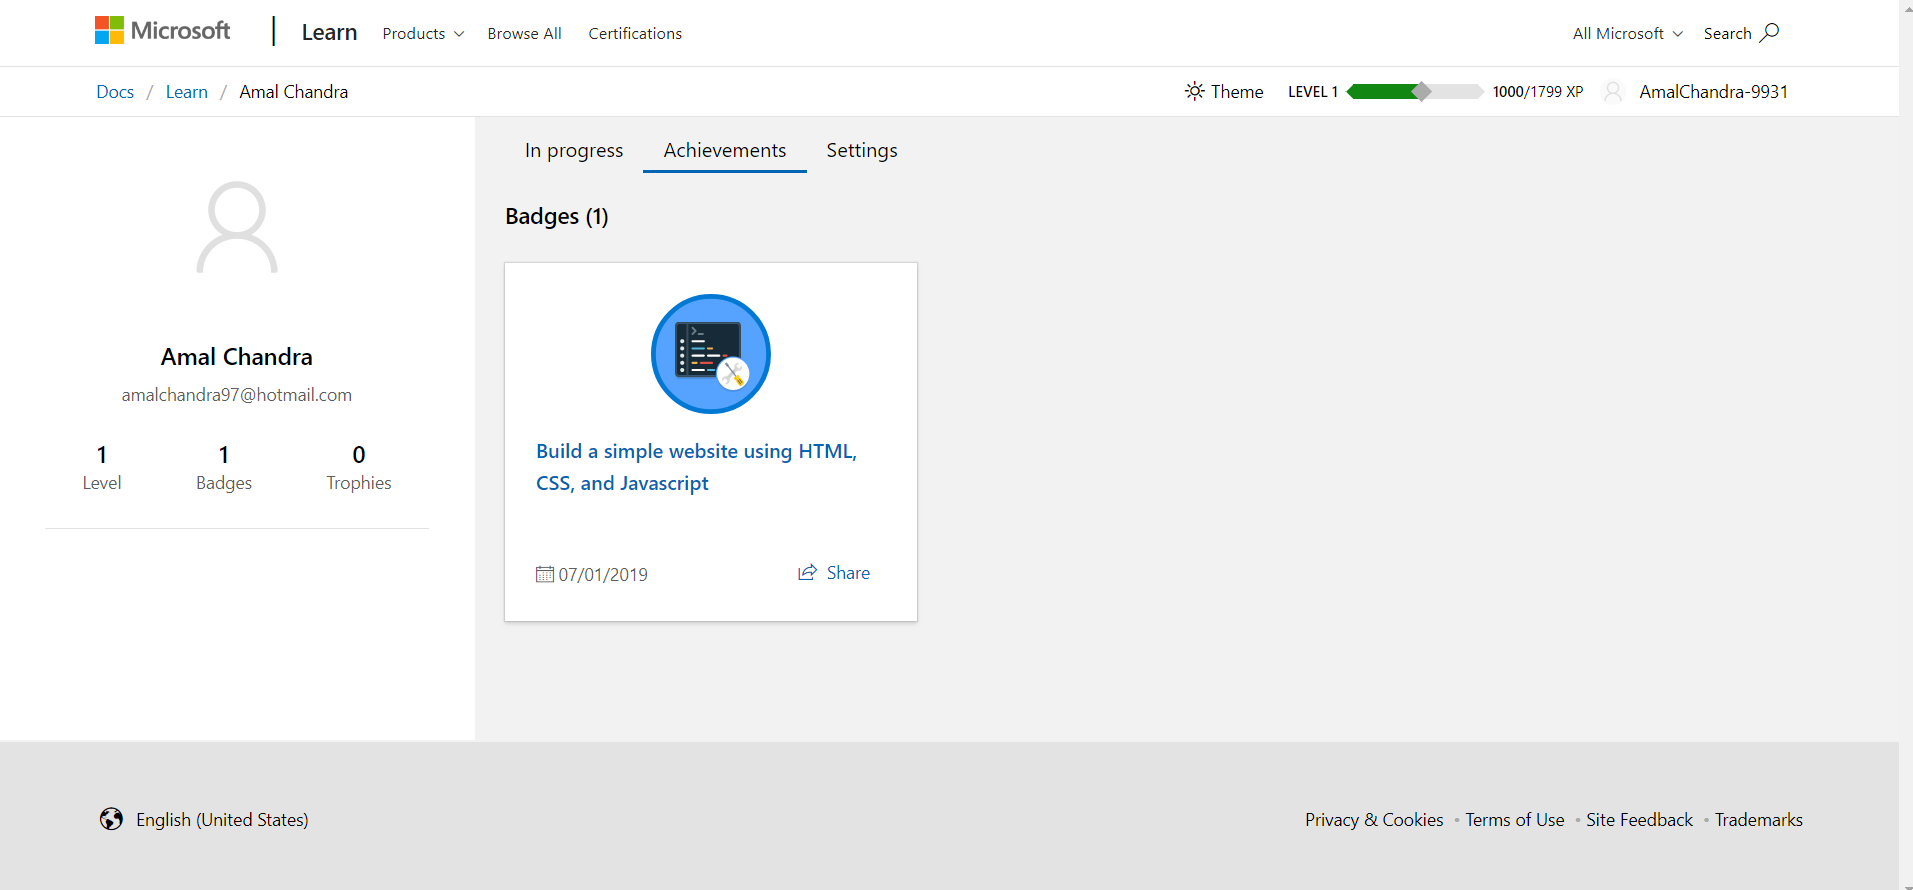 Microsoft | Learn Products Browse All Certifications All Microsoft Search
Docs / Learn / Amal Chandra Theme LEVEL 1 1000/1799 XP AmalChandra-9931
In progress Achievements Settings
Badges (1)
Amal Chandra
amalchandra97@hotmail.com
1 1 0
Level Badges Trophies
Build a simple website using HTML,
CSS, and Javascript
07/01/2019 Share
English (United States) Privacy & Cookies • Terms of Use • Site Feedback • Trademarks